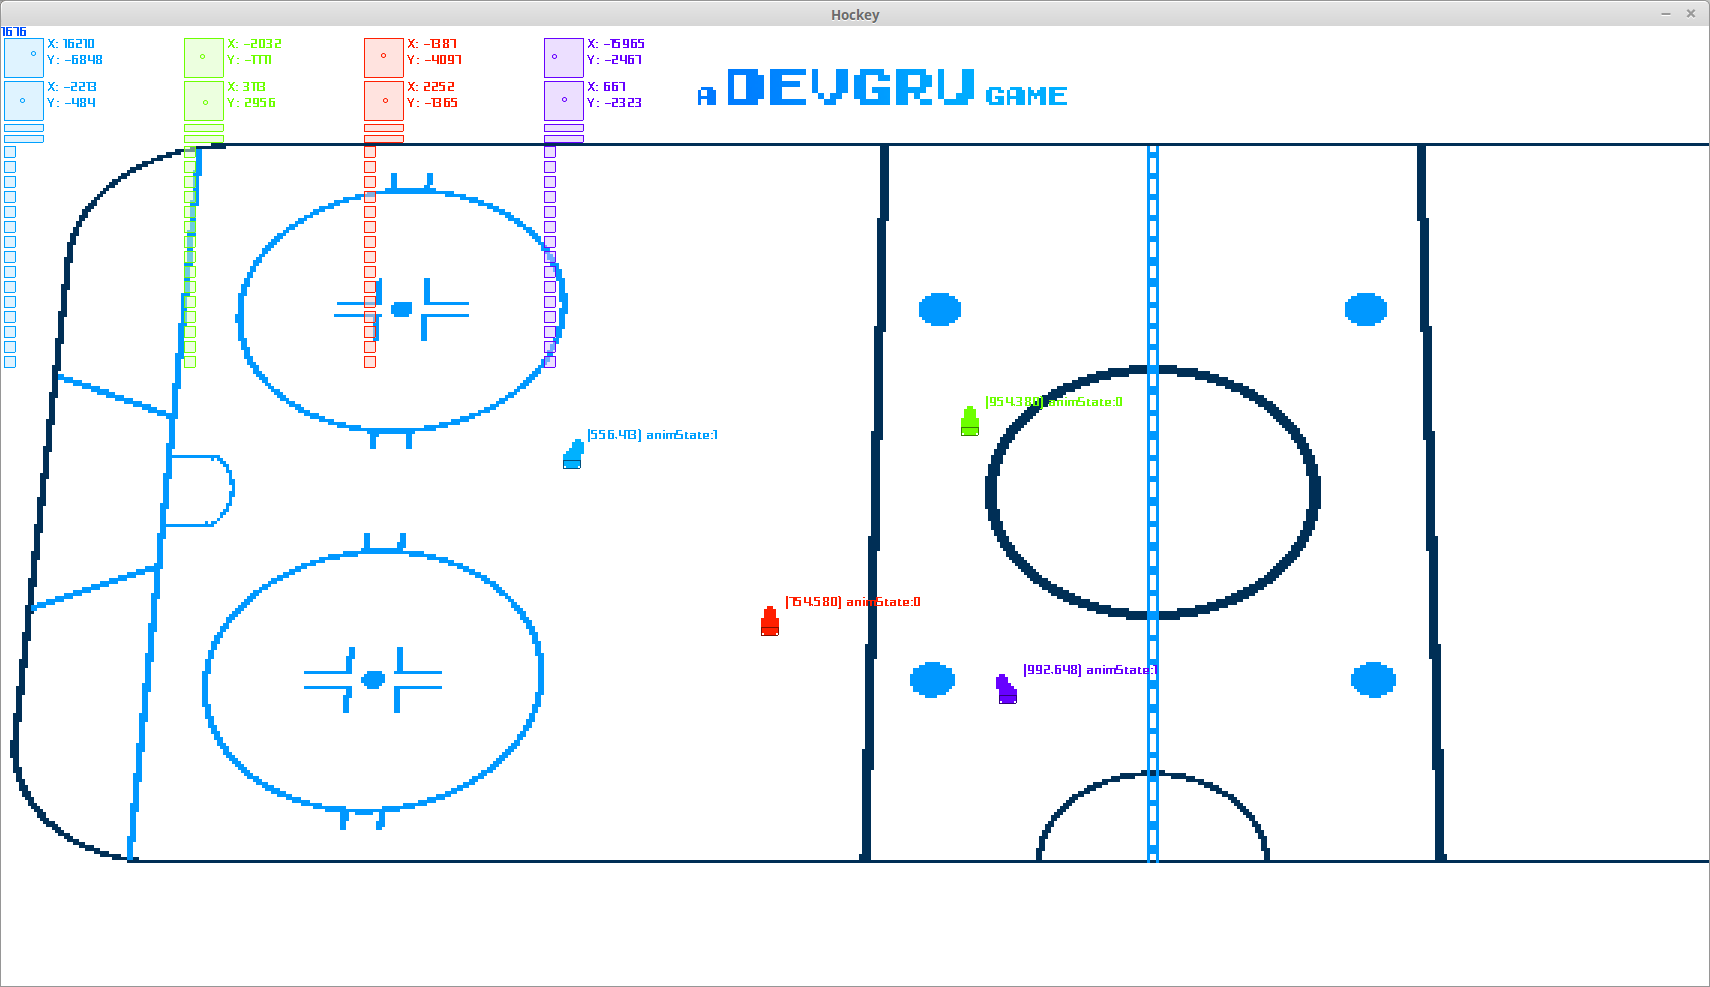 Hockey
1676
X: 16210
Y: -6848
X: -2213
Y: -484
X: -2032
Y: -1711
X: 3113
Y: 2956
X: -1387
Y: -4097
X: 2252
Y: -1365
X: -15965
Y: -2467
X: 667
Y: -2323
A DEVGRU GAME
(954.380) animState:0
(556.413) animState:1
(754.580) animState:0
(992.648) animState:1